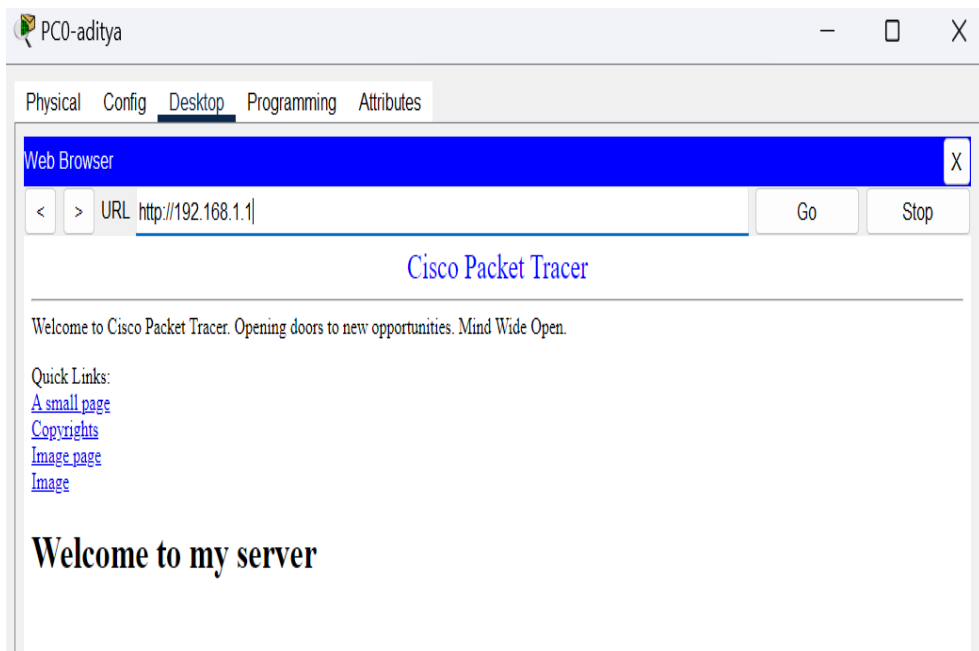 PC0-aditya
Physical Config Desktop Programming Attributes
Web Browser X
< > URL http://192.168.1.1 Go Stop
Cisco Packet Tracer
Welcome to Cisco Packet Tracer. Opening doors to new opportunities. Mind Wide Open.
Quick Links:
A small page
Copyrights
Image page
Image
Welcome to my server